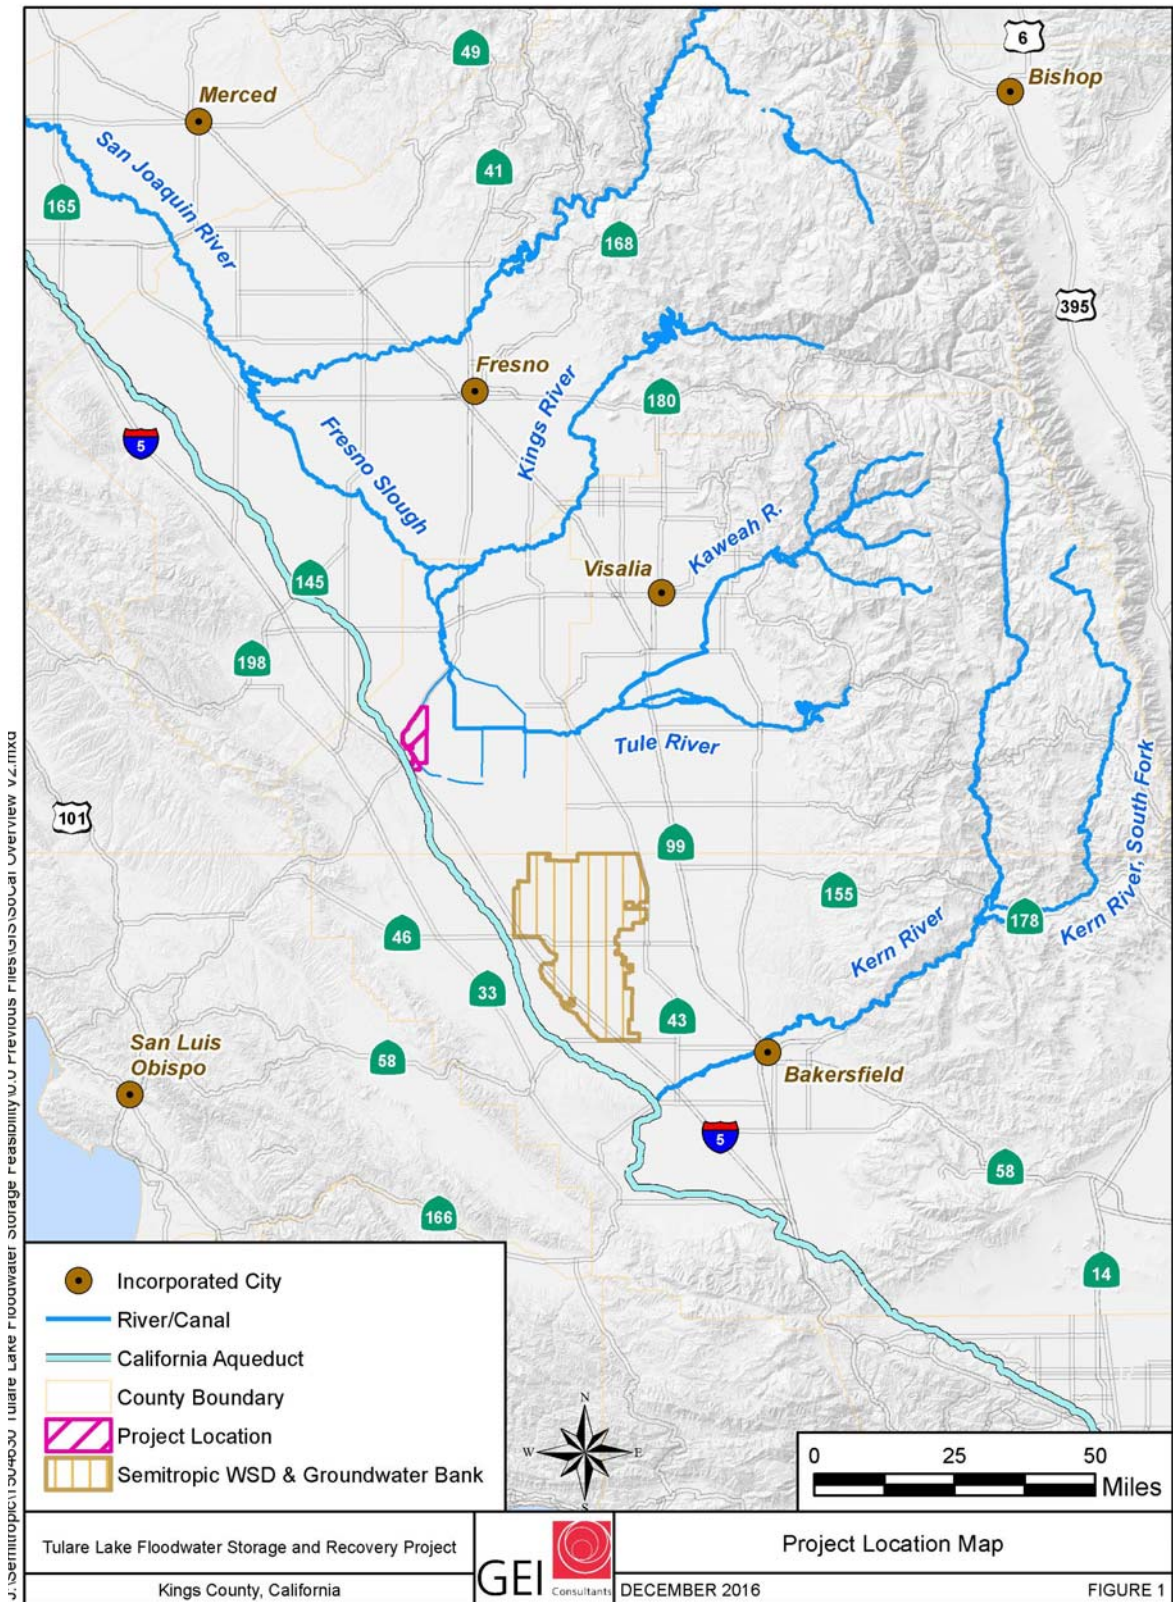 49
6
Merced
Bishop
San Joaquin River
41
165
168
395
Fresno
Kings River
180
5
Fresno Slough
Kaweah R.
Visalia
145
198
Tule River
101
99
155
Kern River, South Fork
178
Kern River
46
33
43
San Luis
Obispo
58
Bakersfield
5
58
166
14
Incorporated City
River/Canal
California Aqueduct
County Boundary
Project Location
Semitropic WSD & Groundwater Bank
N
W
E
S
0 25 50
Miles
Tulare Lake Floodwater Storage and Recovery Project
Kings County, California
GEI
Consultants
Project Location Map
DECEMBER 2016
FIGURE 1